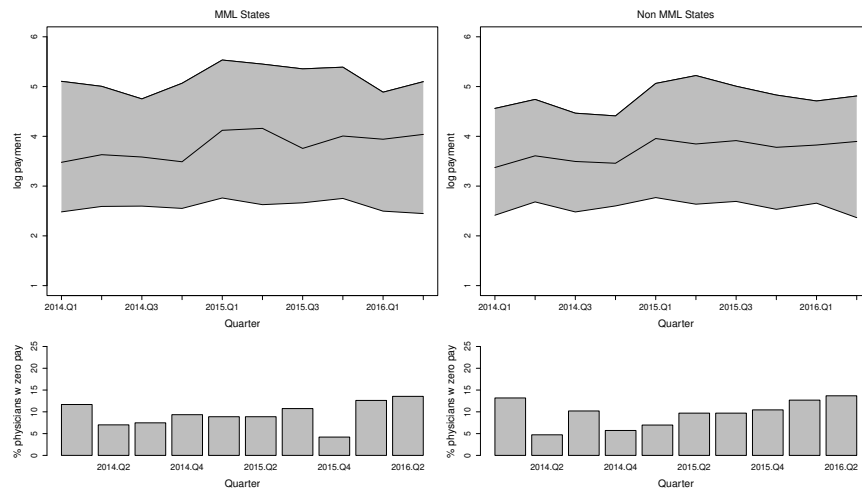 MML States
Non MML States
6
5
4
3
2
1
log payment
2014.Q1 2014.Q3 2015.Q1 2015.Q3 2016.Q1
Quarter
6
5
4
3
2
1
log payment
2014.Q1 2014.Q3 2015.Q1 2015.Q3 2016.Q1
Quarter
25
20
15
10
5
0
% physicians w zero pay
2014.Q2 2014.Q4 2015.Q2 2015.Q4 2016.Q2
Quarter
25
20
15
10
5
0
% physicians w zero pay
2014.Q2 2014.Q4 2015.Q2 2015.Q4 2016.Q2
Quarter